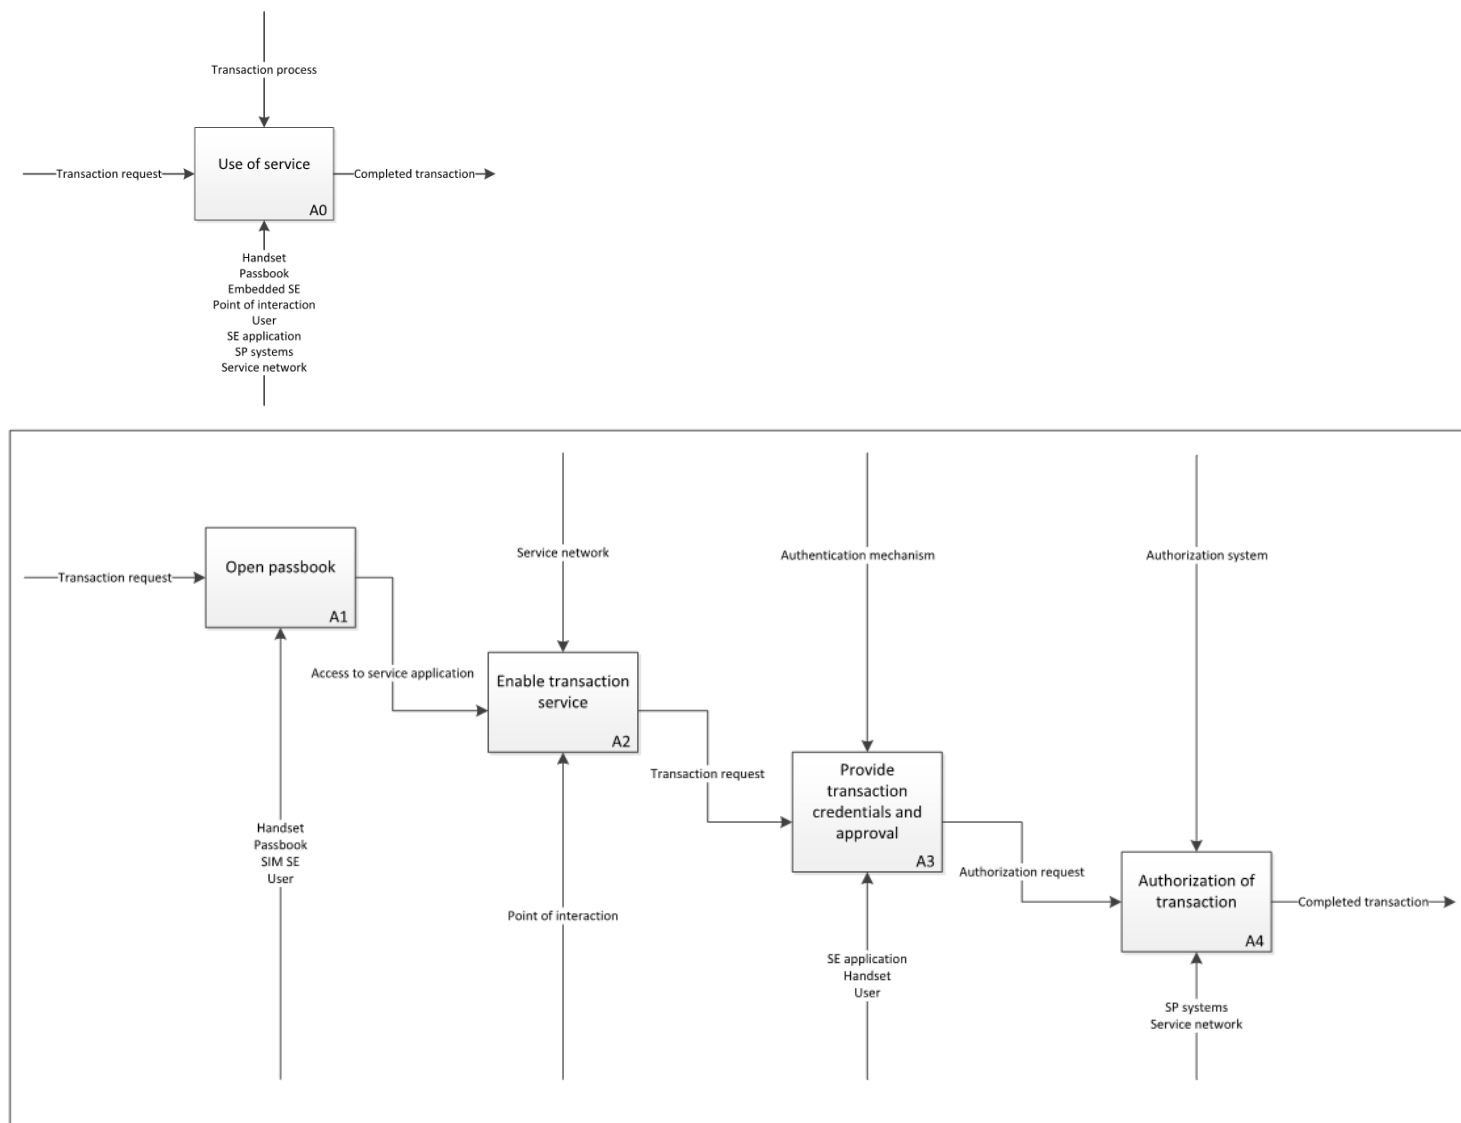 Transaction process
Use of service
Transaction request
Completed transaction
A0
Handset
Passbook
Embedded SE
Point of interaction
User
SE application
SP systems
Service network
Service network
Authentication mechanism
Authorization system
Open passbook
Transaction request
A1
Access to service application
Enable transaction
service
A2
Transaction request
Provide
transaction
credentials and
approval
A3
Authorization request
Authorization of
transaction
A4
Completed transaction
Handset
Passbook
SIM SE
User
Point of interaction
SE application
Handset
User
SP systems
Service network